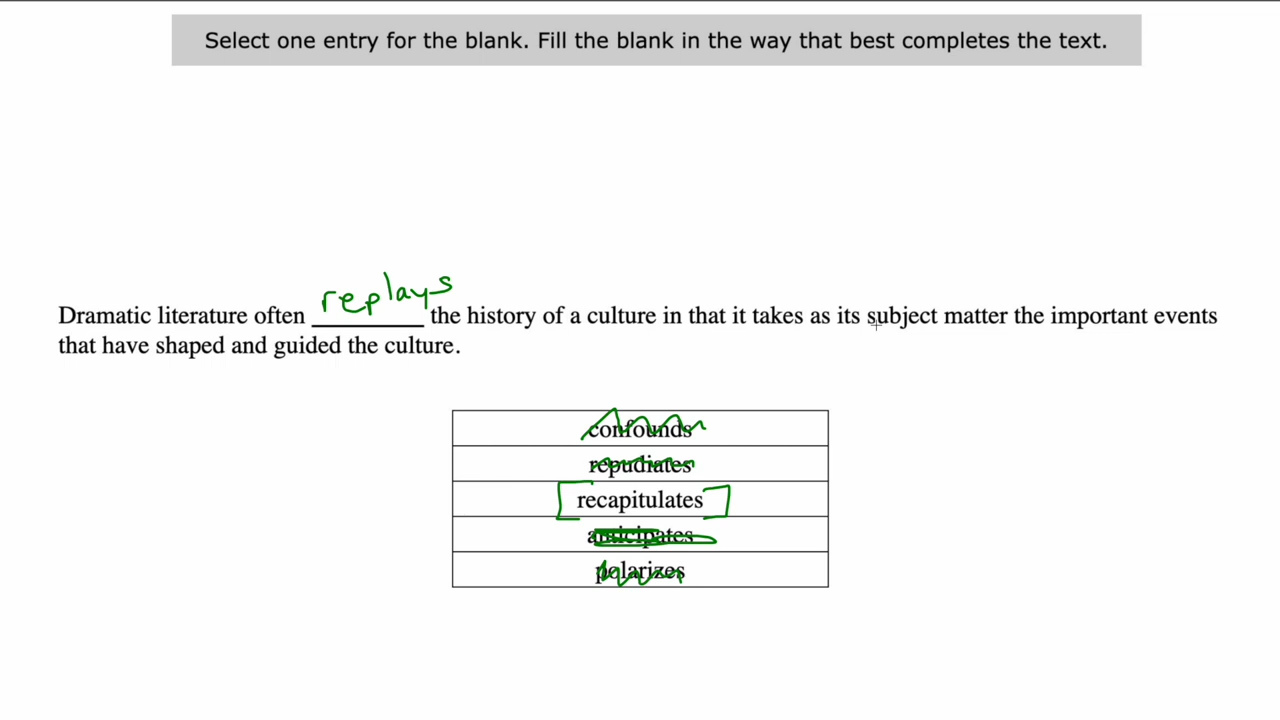 Select one entry for the blank. Fill the blank in the way that best completes the text.
replays
Dramatic literature often ________ the history of a culture in that it takes as its subject matter the important events
that have shaped and guided the culture.
confounds
repudiates
[recapitulates]
anticipates
polarizes